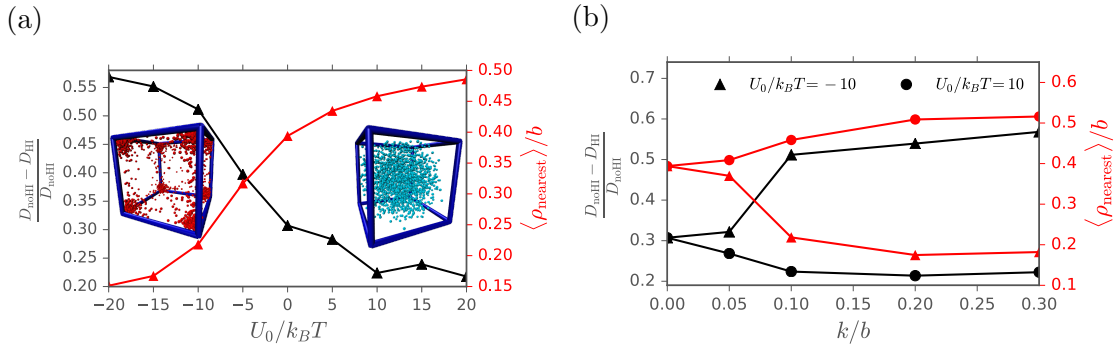 (a)
0.55
0.50
0.45
0.40
0.35
0.30
0.25
0.20
D_noHI − D_HI
D_noHI
−20 −15 −10 −5 0 5 10 15 20
U_0/k_BT
0.50
0.45
0.40
0.35
0.30
0.25
0.20
0.15
⟨ρ_nearest⟩/b
(b)
0.7
0.6
0.5
0.4
0.3
0.2
D_noHI − D_HI
D_noHI
U_0/k_BT = −10 U_0/k_BT = 10
0.00 0.05 0.10 0.15 0.20 0.25 0.30
k/b
0.6
0.5
0.4
0.3
0.2
0.1
⟨ρ_nearest⟩/b